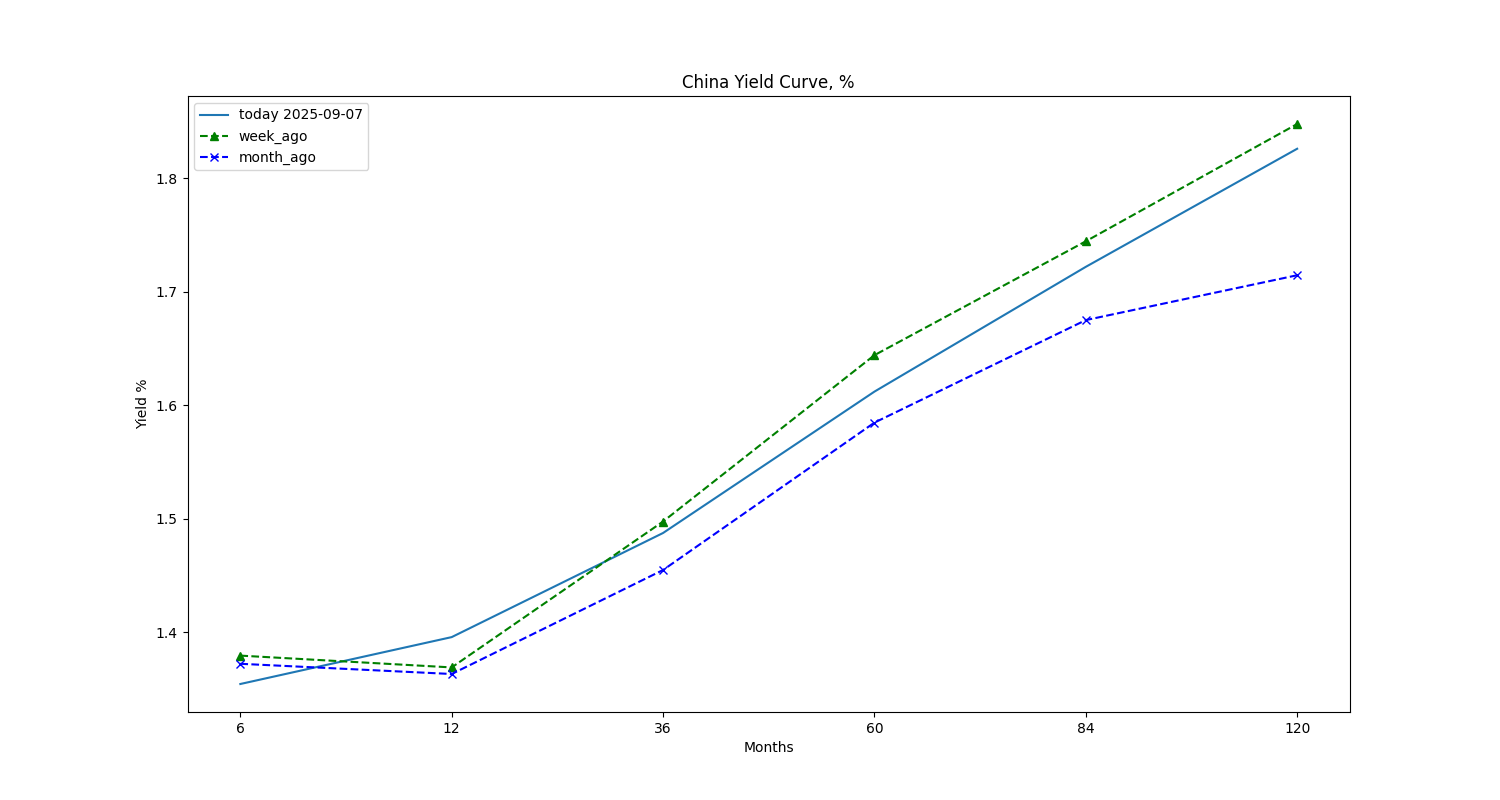 China Yield Curve, %
today 2025-09-07
week_ago
month_ago
1.8
1.7
1.6
1.5
1.4
Yield %
6 12 36 60 84 120
Months